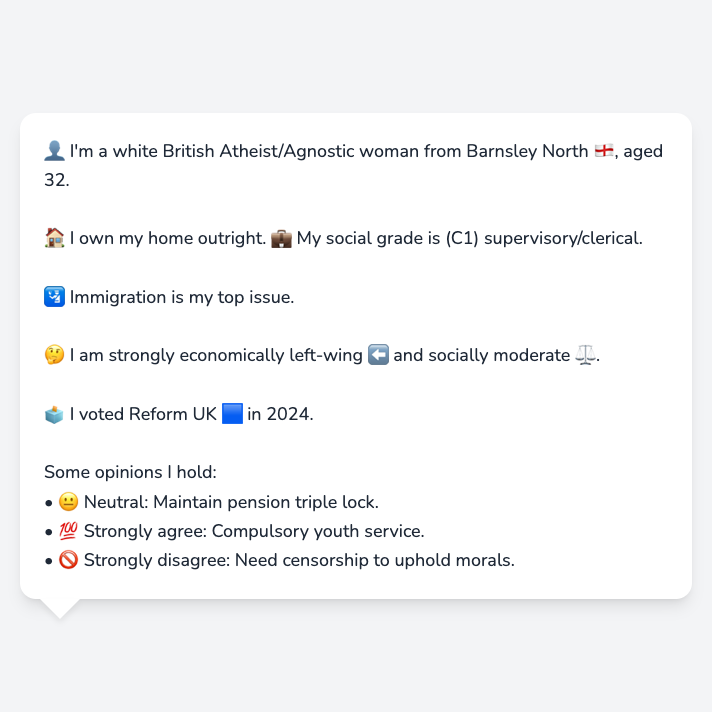 👤 I'm a white British Atheist/Agnostic woman from Barnsley North 🏴󠁧󠁢󠁥󠁮󠁧󠁿, aged
32.
🏠 I own my home outright. 💼 My social grade is (C1) supervisory/clerical.
🛂 Immigration is my top issue.
🤔 I am strongly economically left-wing ⬅️ and socially moderate ⚖️.
🗳️ I voted Reform UK 🟦 in 2024.
Some opinions I hold:
• 😐 Neutral: Maintain pension triple lock.
• 💯 Strongly agree: Compulsory youth service.
• 🚫 Strongly disagree: Need censorship to uphold morals.